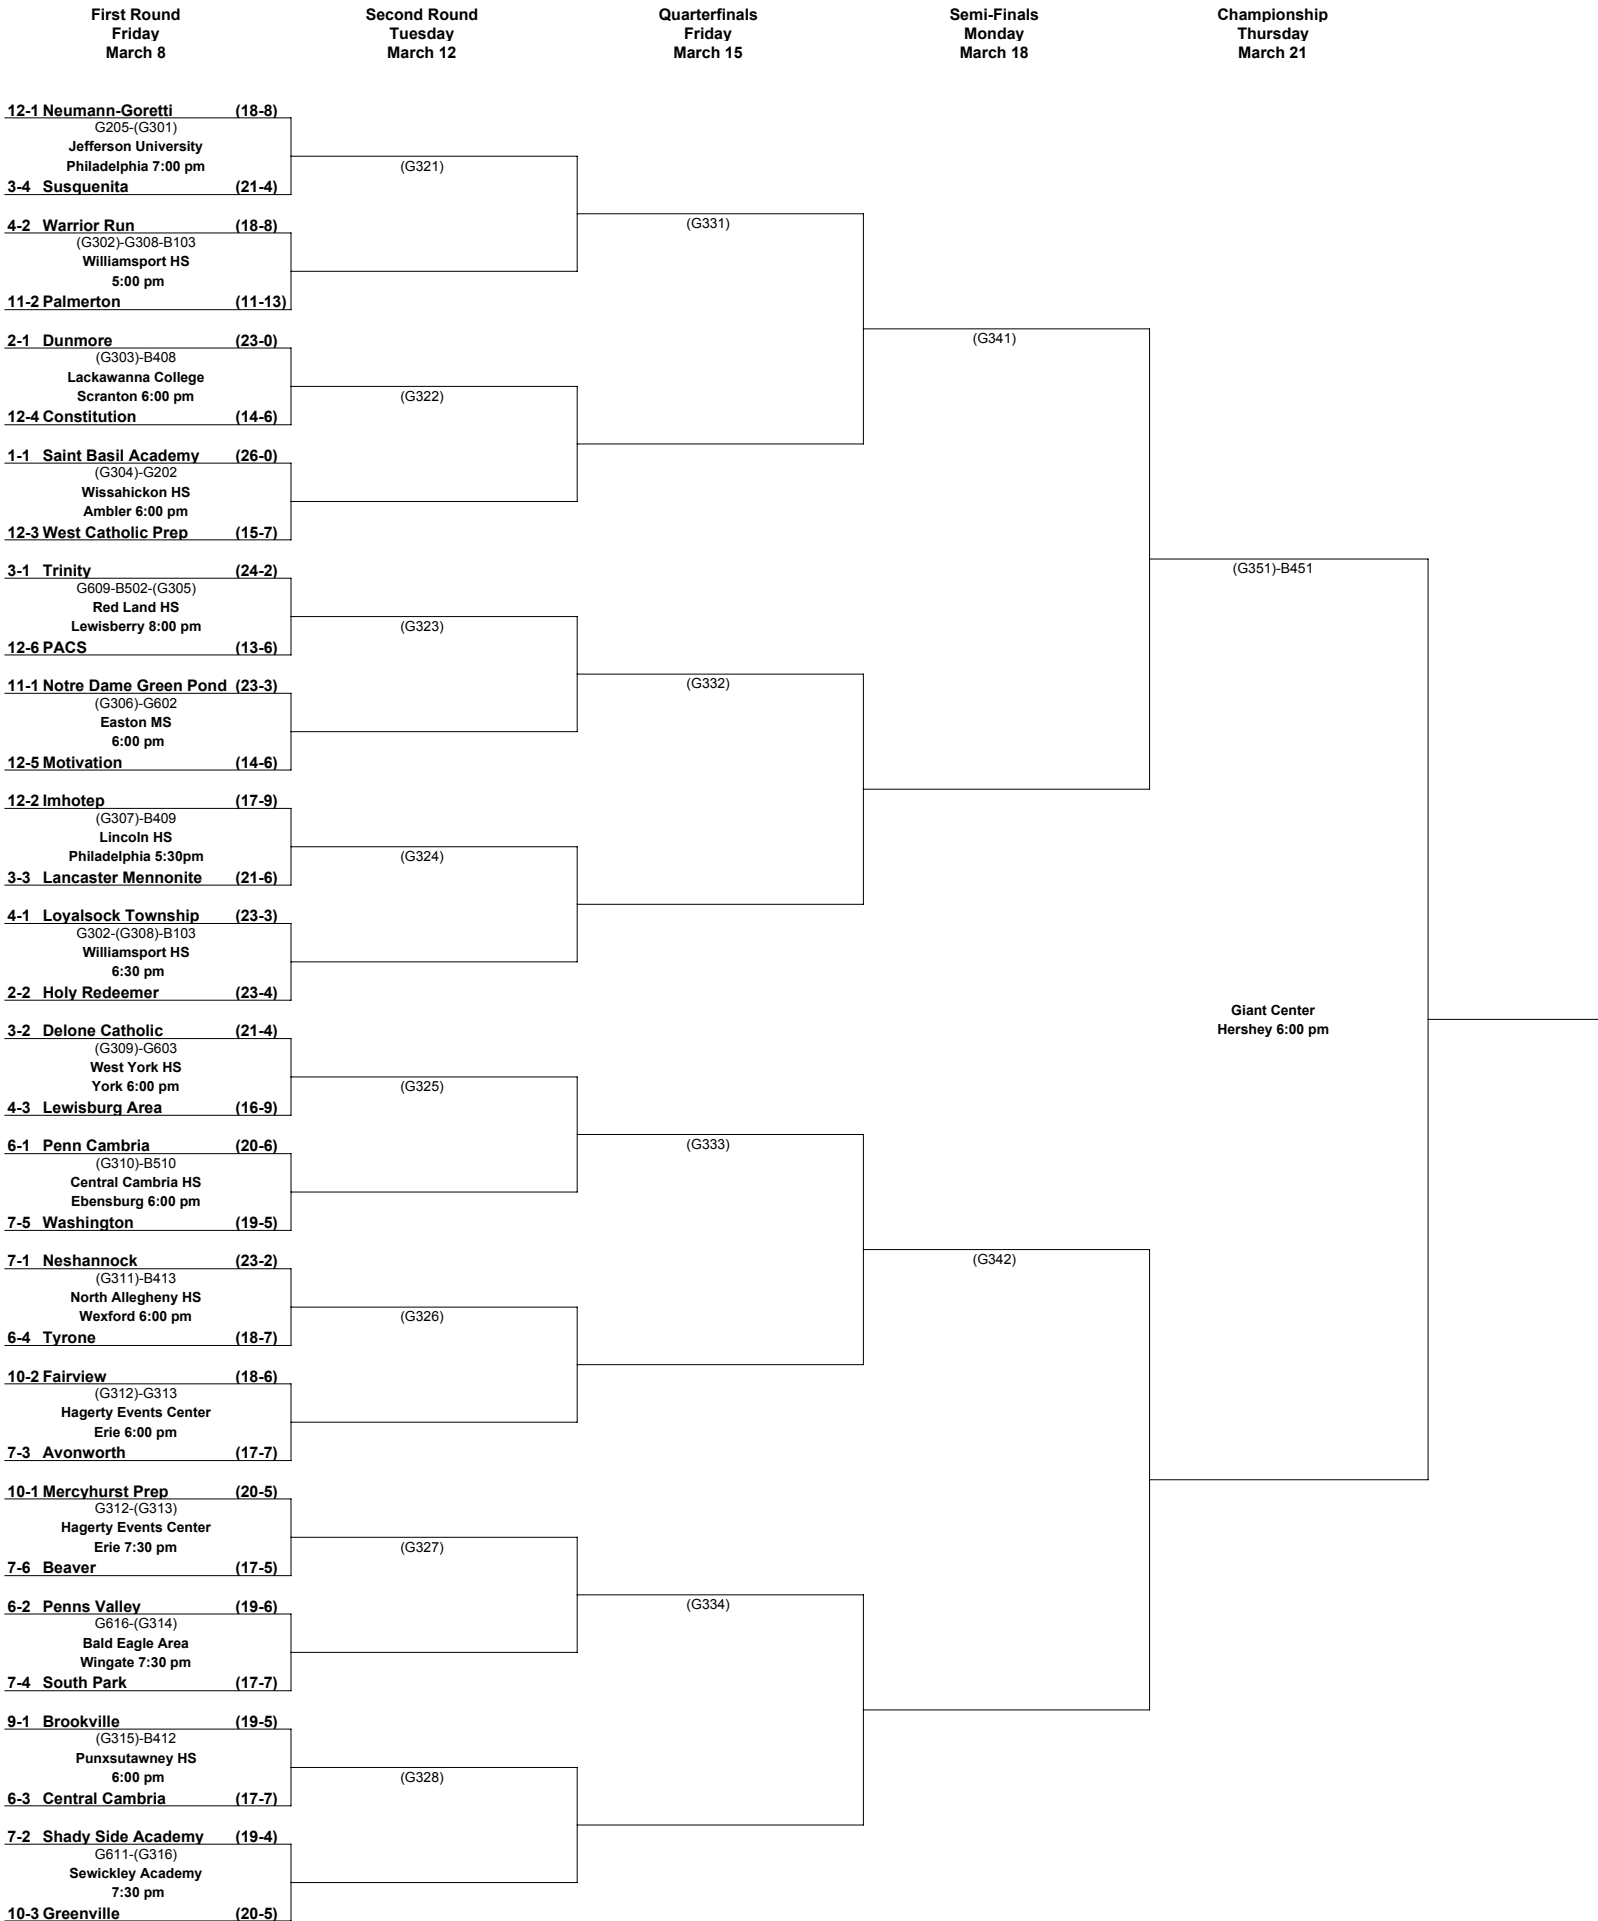 First Round
Friday
March 8
Second Round
Tuesday
March 12
Quarterfinals
Friday
March 15
Semi-Finals
Monday
March 18
Championship
Thursday
March 21
12-1 Neumann-Goretti (18-8)
G205-(G301)
Jefferson University
Philadelphia 7:00 pm
3-4 Susquenita (21-4)
(G321)
4-2 Warrior Run (18-8)
(G302)-G308-B103
Williamsport HS
5:00 pm
11-2 Palmerton (11-13)
(G331)
2-1 Dunmore (23-0)
(G303)-B408
Lackawanna College
Scranton 6:00 pm
12-4 Constitution (14-6)
(G322)
(G341)
1-1 Saint Basil Academy (26-0)
(G304)-G202
Wissahickon HS
Ambler 6:00 pm
12-3 West Catholic Prep (15-7)
3-1 Trinity (24-2)
G609-B502-(G305)
Red Land HS
Lewisberry 8:00 pm
12-6 PACS (13-6)
(G323)
(G351)-B451
11-1 Notre Dame Green Pond (23-3)
(G306)-G602
Easton MS
6:00 pm
12-5 Motivation (14-6)
(G332)
12-2 Imhotep (17-9)
(G307)-B409
Lincoln HS
Philadelphia 5:30pm
3-3 Lancaster Mennonite (21-6)
(G324)
4-1 Loyalsock Township (23-3)
G302-(G308)-B103
Williamsport HS
6:30 pm
2-2 Holy Redeemer (23-4)
Giant Center
Hershey 6:00 pm
3-2 Delone Catholic (21-4)
(G309)-G603
West York HS
York 6:00 pm
4-3 Lewisburg Area (16-9)
(G325)
6-1 Penn Cambria (20-6)
(G310)-B510
Central Cambria HS
Ebensburg 6:00 pm
7-5 Washington (19-5)
(G333)
7-1 Neshannock (23-2)
(G311)-B413
North Allegheny HS
Wexford 6:00 pm
6-4 Tyrone (18-7)
(G326)
(G342)
10-2 Fairview (18-6)
(G312)-G313
Hagerty Events Center
Erie 6:00 pm
7-3 Avonworth (17-7)
10-1 Mercyhurst Prep (20-5)
G312-(G313)
Hagerty Events Center
Erie 7:30 pm
7-6 Beaver (17-5)
(G327)
6-2 Penns Valley (19-6)
G616-(G314)
Bald Eagle Area
Wingate 7:30 pm
7-4 South Park (17-7)
(G334)
9-1 Brookville (19-5)
(G315)-B412
Punxsutawney HS
6:00 pm
6-3 Central Cambria (17-7)
(G328)
7-2 Shady Side Academy (19-4)
G611-(G316)
Sewickley Academy
7:30 pm
10-3 Greenville (20-5)